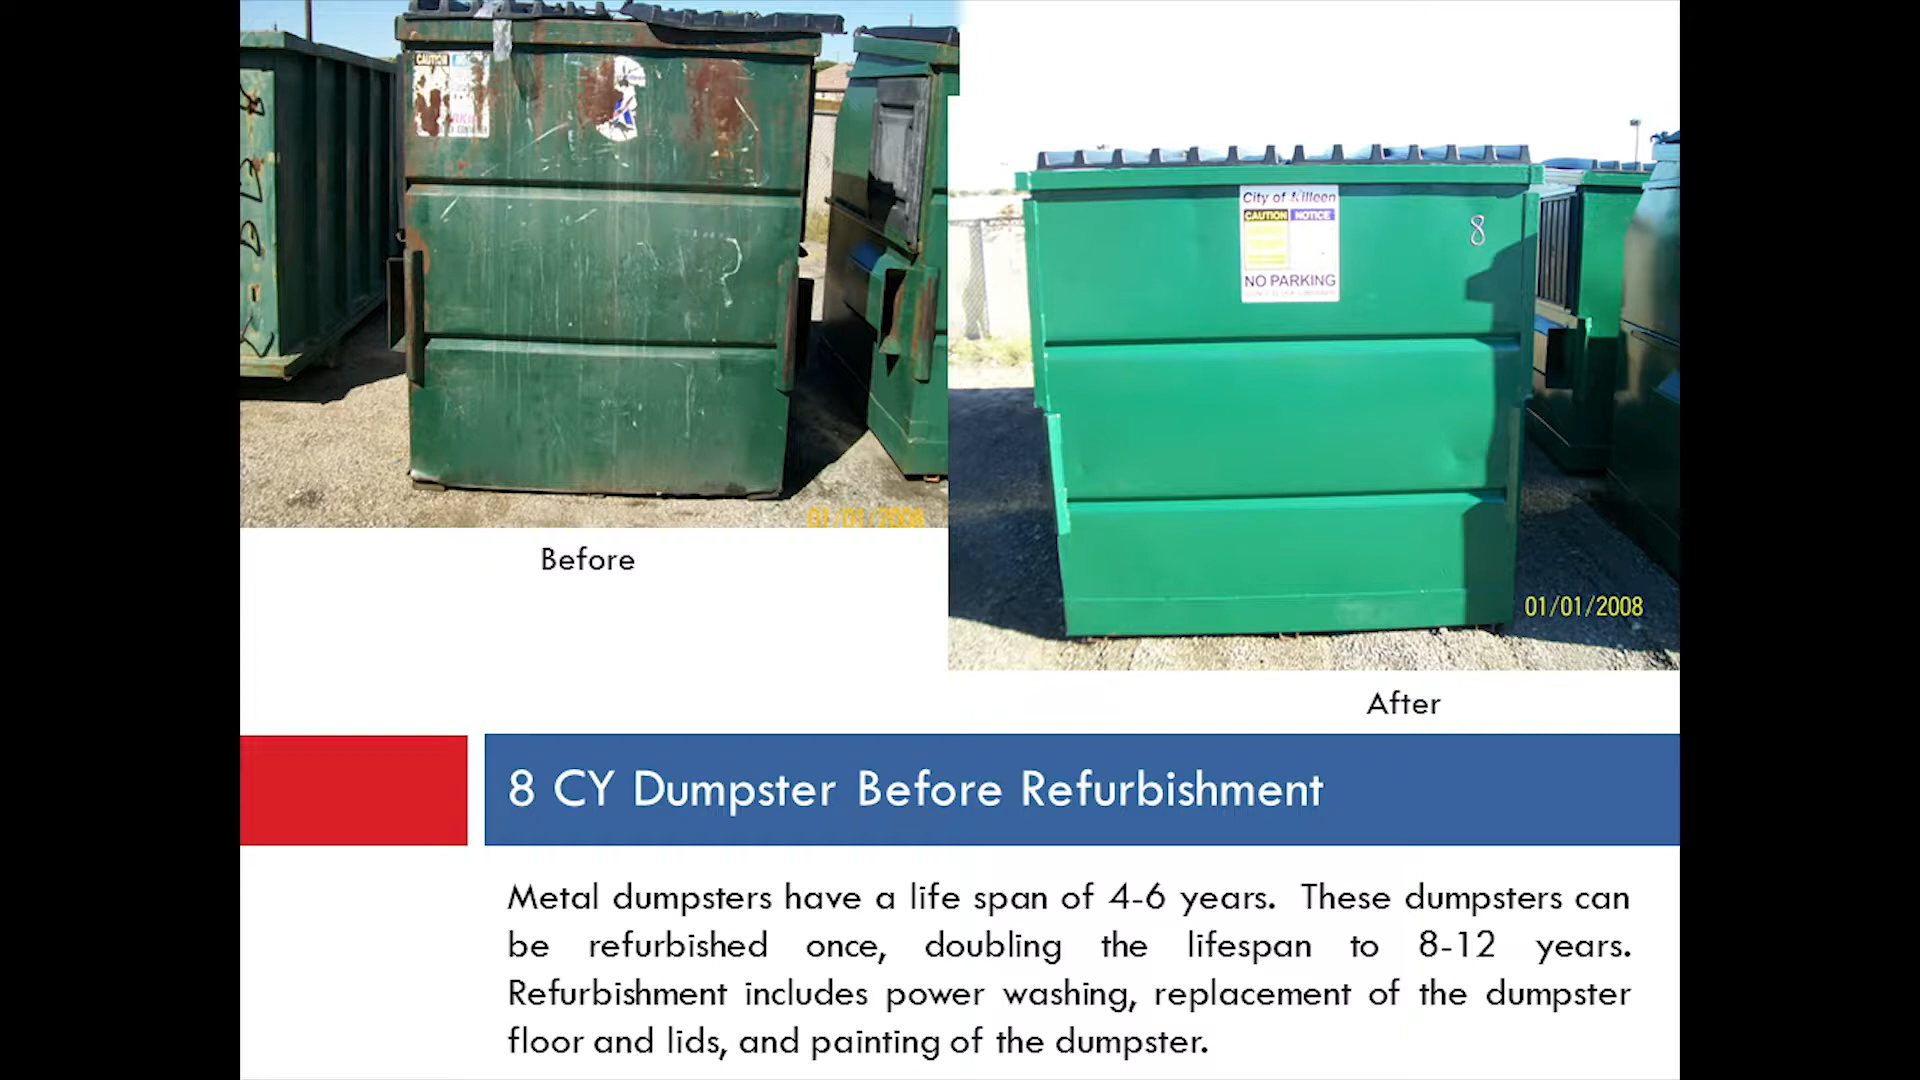 CAUTION
01/01/2008
Before
City of Killeen
CAUTION NOTICE
NO PARKING
8
01/01/2008
After
8 CY Dumpster Before Refurbishment
Metal dumpsters have a life span of 4-6 years. These dumpsters can
be refurbished once, doubling the lifespan to 8-12 years.
Refurbishment includes power washing, replacement of the dumpster
floor and lids, and painting of the dumpster.